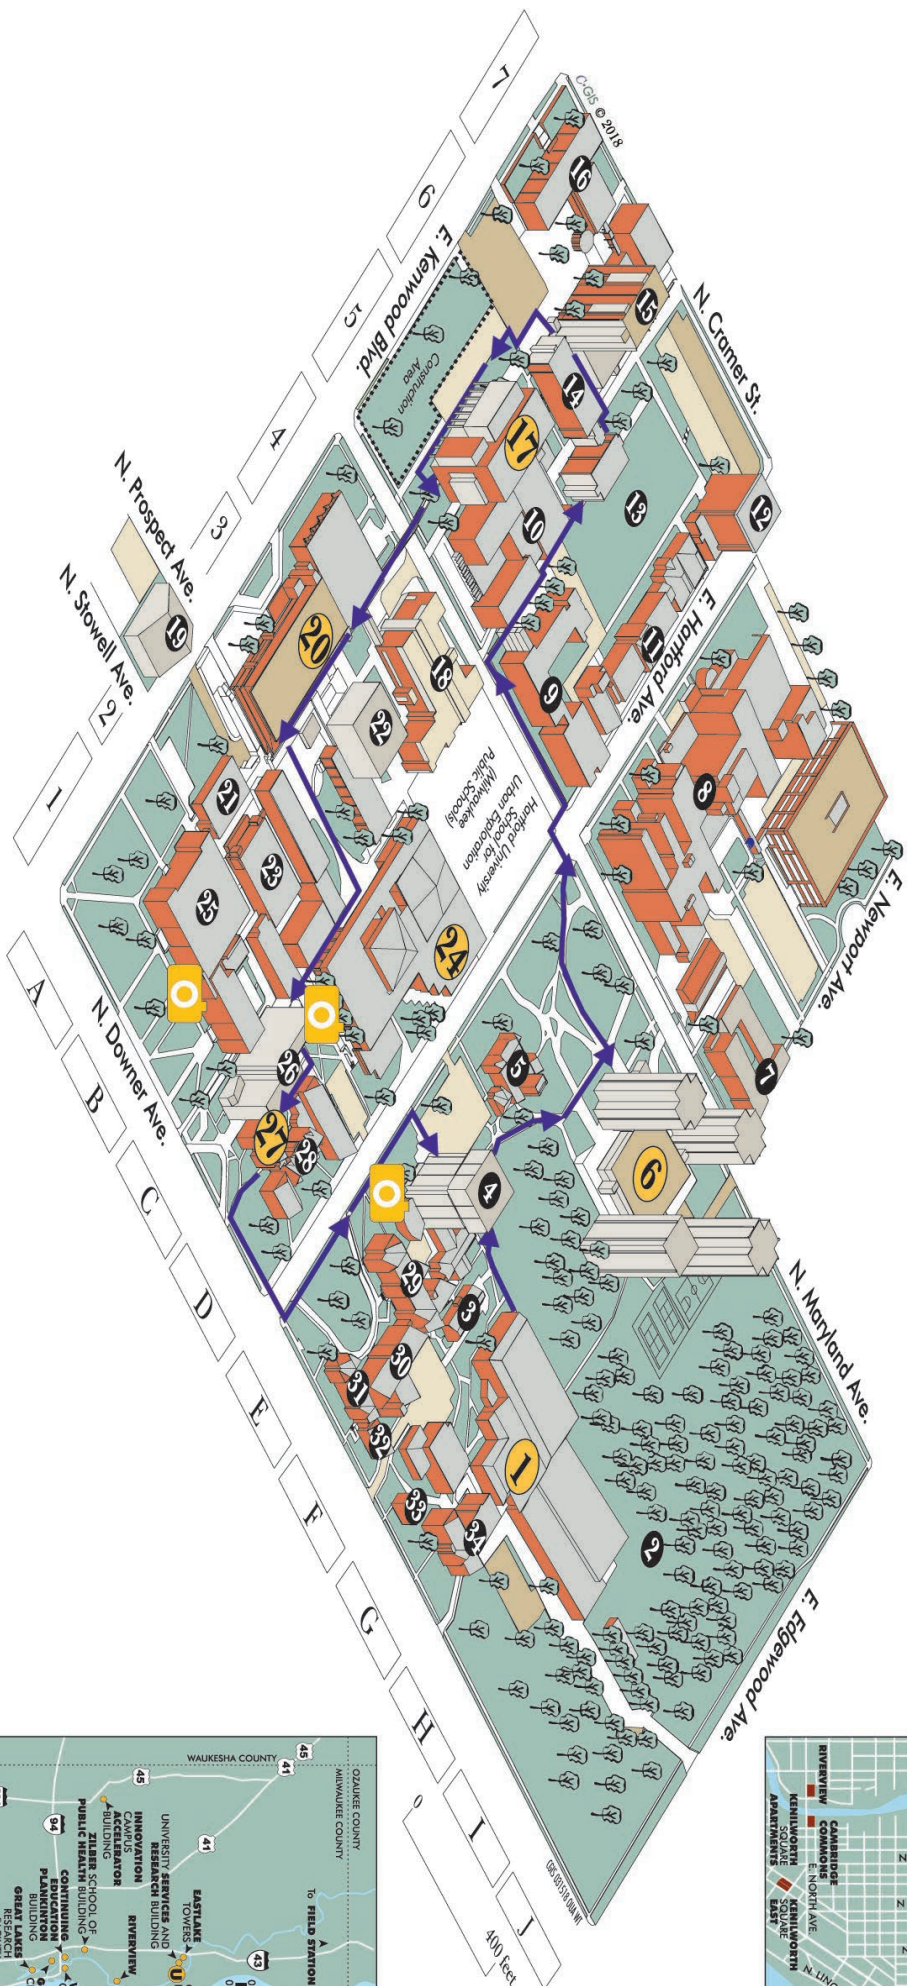 C-GIS © 2018
7
6
5
4
3
2
1
E. Kenwood Blvd.
N. Cramer St.
Construction
Area
N. Prospect Ave.
N. Stowell Ave.
E. Hartford Ave.
E. Newport Ave.
Hartford University
School for
Urban Exploration
(Milwaukee
Public Schools)
N. Downer Ave.
N. Maryland Ave.
E. Edgewood Ave.
16
15
14
17
13
12
10
11
9
8
7
19
20
18
22
21
23
25
24
26
27
28
5
4
6
29
3
30
31
32
1
33
34
2
A
B
C
D
E
F
G
H
I
J
0
400 feet
RIVERVIEW
CAMBRIDGE
COMMONS
E. NORTH AVE.
KENILWORTH
SQUARE
APARTMENTS
KENILWORTH
SQUARE
EAST
WAUKESHA COUNTY
OZAUKEE COUNTY
MILWAUKEE COUNTY
45
41
45
41
94
43
To FIELD STATION
EASTLAKE
TOWERS
UNIVERSITY SERVICES AND
RESEARCH BUILDING
U
RIVERVIEW
INNOVATION
CAMPUS
ACCELERATOR
BUILDING
ZILBER SCHOOL OF
PUBLIC HEALTH BUILDING
CONTINUING
EDUCATION
PLANKINTON
BUILDING
GREAT LAKES
RESEARCH